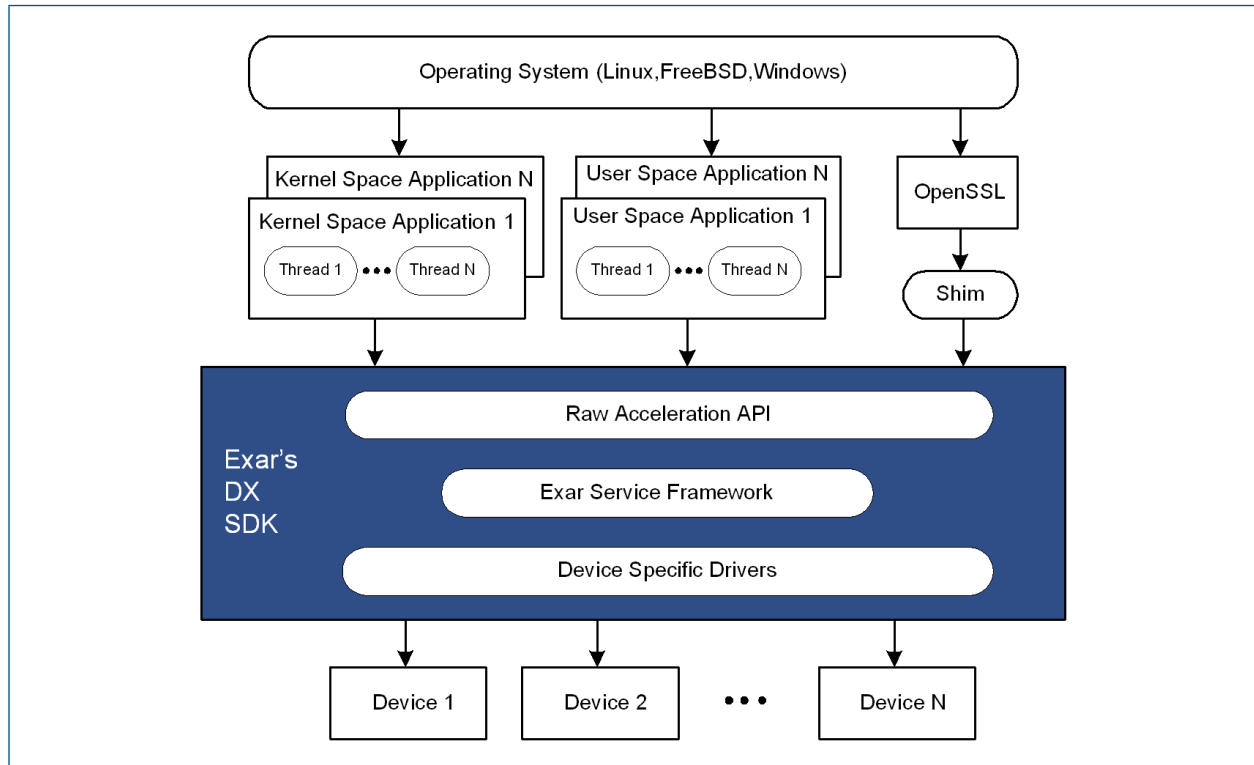 Operating System (Linux,FreeBSD,Windows)
Kernel Space Application N
User Space Application N
OpenSSL
Kernel Space Application 1
User Space Application 1
Thread 1
Thread N
Thread 1
Thread N
Shim
Raw Acceleration API
Exar's
DX
SDK
Exar Service Framework
Device Specific Drivers
Device 1
Device 2
Device N